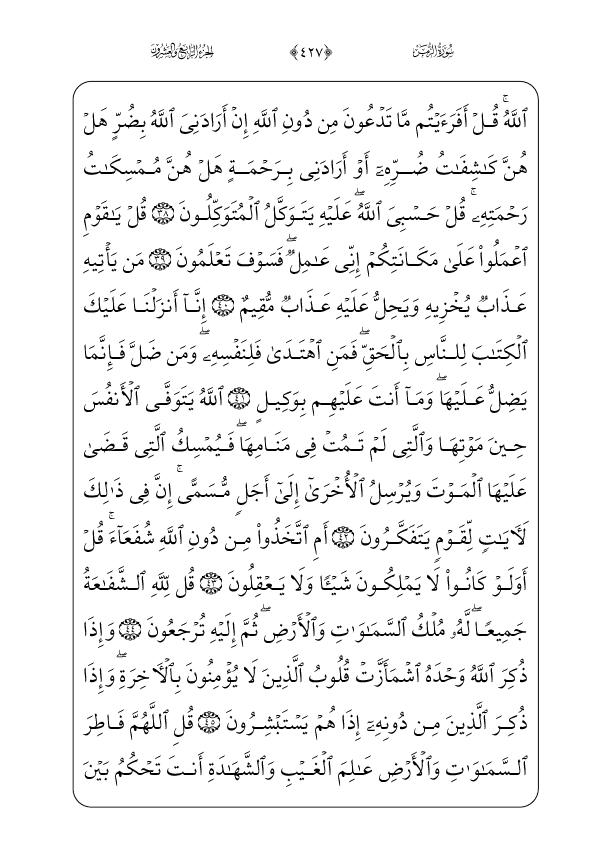 سُورَةُ الزُّمَرِ ﴿٤٢٧﴾ الجُزءُ الرَّابِعُ وَالعِشرُونَ
ٱللَّهُۚ قُلۡ أَفَرَءَيۡتُم مَّا تَدۡعُونَ مِن دُونِ ٱللَّهِ إِنۡ أَرَادَنِيَ ٱللَّهُ بِضُرٍّ هَلۡ
هُنَّ كَٰشِفَٰتُ ضُرِّهِۦٓ أَوۡ أَرَادَنِي بِرَحۡمَةٍ هَلۡ هُنَّ مُمۡسِكَٰتُ
رَحۡمَتِهِۦۚ قُلۡ حَسۡبِيَ ٱللَّهُۖ عَلَيۡهِ يَتَوَكَّلُ ٱلۡمُتَوَكِّلُونَ ٣٨ قُلۡ يَٰقَوۡمِ
ٱعۡمَلُواْ عَلَىٰ مَكَانَتِكُمۡ إِنِّي عَٰمِلٞۖ فَسَوۡفَ تَعۡلَمُونَ ٣٩ مَن يَأۡتِيهِ
عَذَابٞ يُخۡزِيهِ وَيَحِلُّ عَلَيۡهِ عَذَابٞ مُّقِيمٌ ٤٠ إِنَّآ أَنزَلۡنَا عَلَيۡكَ
ٱلۡكِتَٰبَ لِلنَّاسِ بِٱلۡحَقِّۖ فَمَنِ ٱهۡتَدَىٰ فَلِنَفۡسِهِۦۖ وَمَن ضَلَّ فَإِنَّمَا
يَضِلُّ عَلَيۡهَاۖ وَمَآ أَنتَ عَلَيۡهِم بِوَكِيلٍ ٤١ ٱللَّهُ يَتَوَفَّى ٱلۡأَنفُسَ
حِينَ مَوۡتِهَا وَٱلَّتِي لَمۡ تَمُتۡ فِي مَنَامِهَاۖ فَيُمۡسِكُ ٱلَّتِي قَضَىٰ
عَلَيۡهَا ٱلۡمَوۡتَ وَيُرۡسِلُ ٱلۡأُخۡرَىٰٓ إِلَىٰٓ أَجَلٖ مُّسَمًّىۚ إِنَّ فِي ذَٰلِكَ
لَأٓيَٰتٖ لِّقَوۡمٖ يَتَفَكَّرُونَ ٤٢ أَمِ ٱتَّخَذُواْ مِن دُونِ ٱللَّهِ شُفَعَآءَۚ قُلۡ
أَوَلَوۡ كَانُواْ لَا يَمۡلِكُونَ شَيۡـٔٗا وَلَا يَعۡقِلُونَ ٤٣ قُل لِّلَّهِ ٱلشَّفَٰعَةُ
جَمِيعٗاۖ لَّهُۥ مُلۡكُ ٱلسَّمَٰوَٰتِ وَٱلۡأَرۡضِۖ ثُمَّ إِلَيۡهِ تُرۡجَعُونَ ٤٤ وَإِذَا
ذُكِرَ ٱللَّهُ وَحۡدَهُ ٱشۡمَأَزَّتۡ قُلُوبُ ٱلَّذِينَ لَا يُؤۡمِنُونَ بِٱلۡأٓخِرَةِۖ وَإِذَا
ذُكِرَ ٱلَّذِينَ مِن دُونِهِۦٓ إِذَا هُمۡ يَسۡتَبۡشِرُونَ ٤٥ قُلِ ٱللَّهُمَّ فَاطِرَ
ٱلسَّمَٰوَٰتِ وَٱلۡأَرۡضِ عَٰلِمَ ٱلۡغَيۡبِ وَٱلشَّهَٰدَةِ أَنتَ تَحۡكُمُ بَيۡنَ